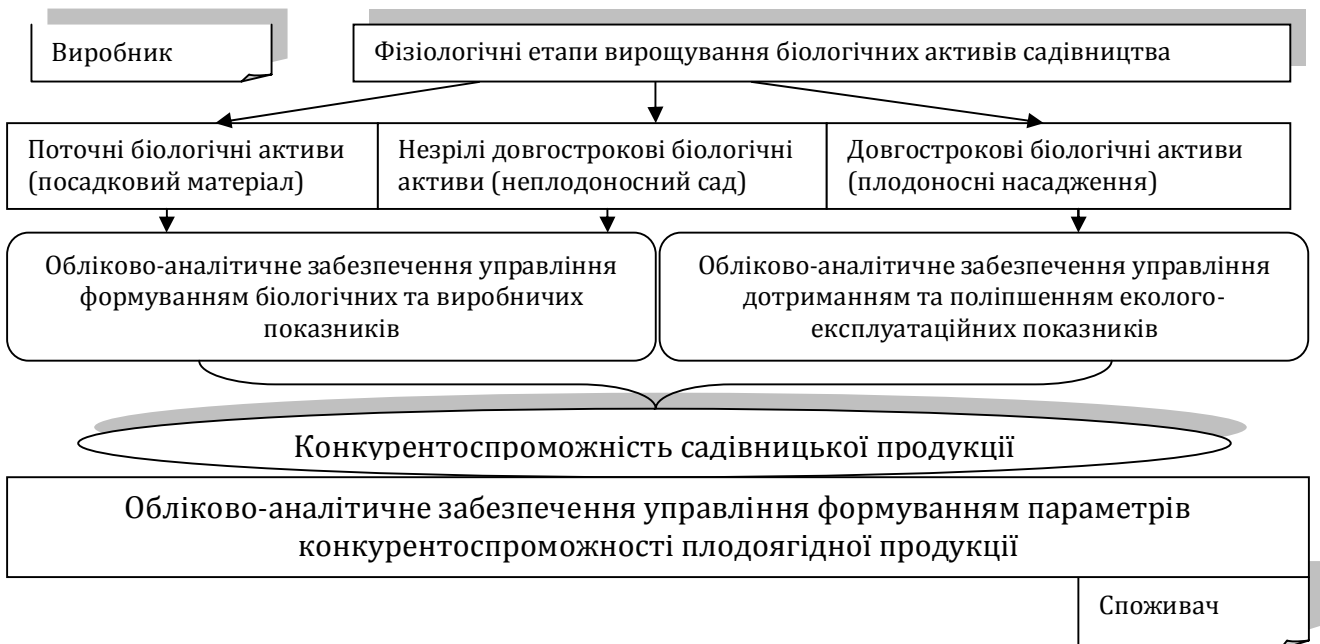 Виробник
Фізіологічні етапи вирощування біологічних активів садівництва
Поточні біологічні активи
(посадковий матеріал)
Незрілі довгострокові біологічні
активи (неплодоносний сад)
Довгострокові біологічні активи
(плодоносні насадження)
Обліково-аналітичне забезпечення управління
формуванням біологічних та виробничих
показників
Обліково-аналітичне забезпечення управління
дотриманням та поліпшенням еколого-
експлуатаційних показників
Конкурентоспроможність садівницької продукції
Обліково-аналітичне забезпечення управління формуванням параметрів
конкурентоспроможності плодоягідної продукції
Споживач